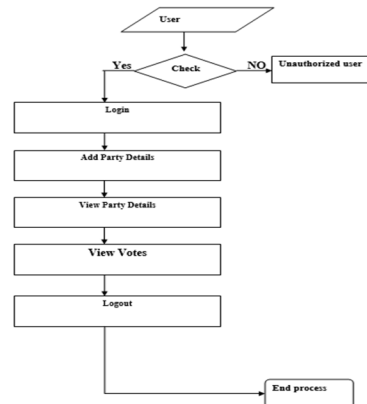 User
Yes
Check
NO
Unauthorized user
Login
Add Party Details
View Party Details
View Votes
Logout
End process